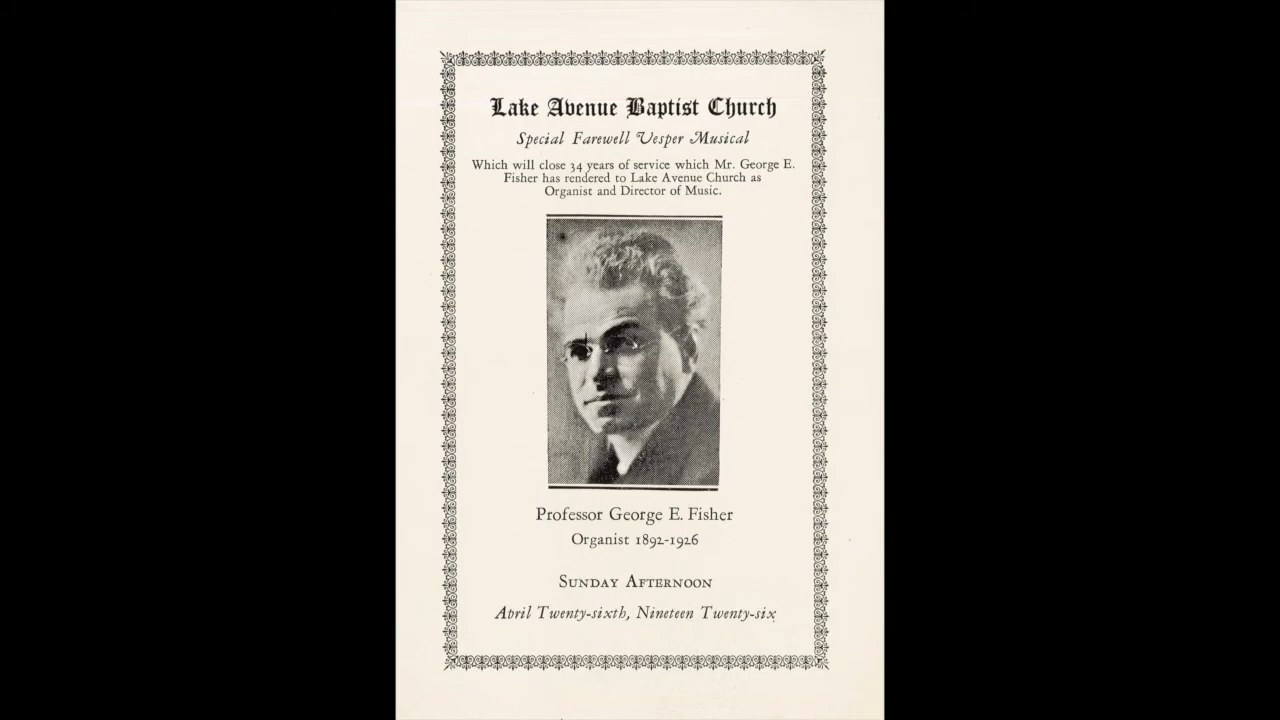 Lake Avenue Baptist Church
Special Farewell Vesper Musical
Which will close 34 years of service which Mr. George E.
Fisher has rendered to Lake Avenue Church as
Organist and Director of Music.
Professor George E. Fisher
Organist 1892-1926
Sunday Afternoon
April Twenty-sixth, Nineteen Twenty-six